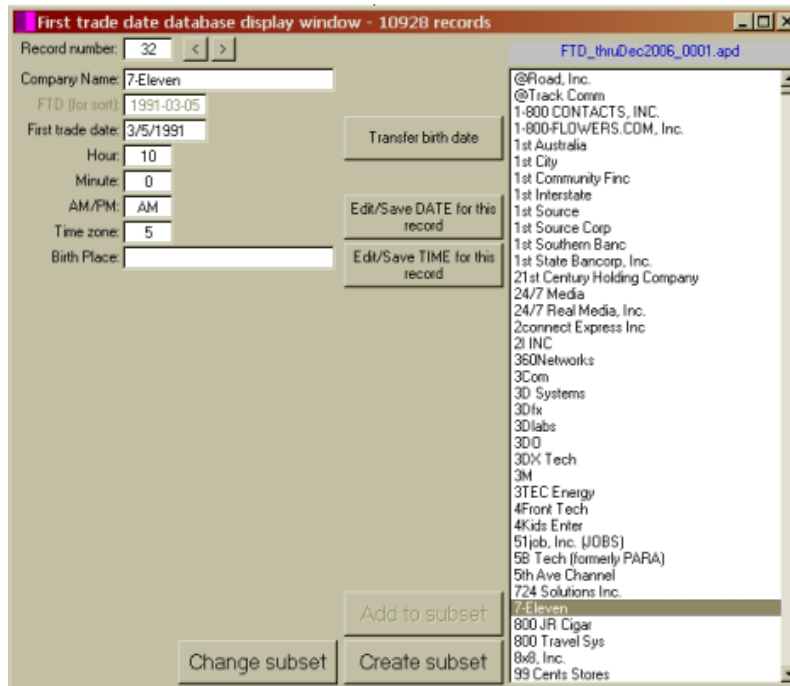 First trade date database display window - 10928 records
Record number: 32 < >
Company Name: 7-Eleven
FTD (for sort): 1991-03-05
First trade date: 3/5/1991
Hour: 10
Minute: 0
AM/PM: AM
Time zone: 5
Birth Place:
Transfer birth date
Edit/Save DATE for this
record
Edit/Save TIME for this
record
Add to subset
Change subset
Create subset
FTD_thruDec2006_0001.apd
@Road, Inc.
@Track Comm
1-800 CONTACTS, INC.
1-800-FLOWERS.COM, Inc.
1st Australia
1st City
1st Community Finc
1st Interstate
1st Source
1st Source Corp
1st Southern Banc
1st State Bancorp, Inc.
21st Century Holding Company
24/7 Media
24/7 Real Media, Inc.
2connect Express Inc
2I INC
360Networks
3Com
3D Systems
3Dfx
3Dlabs
3DO
3DX Tech
3M
3TEC Energy
4Front Tech
4Kids Enter
51job, Inc. (JOBS)
5B Tech (formerly PARA)
5th Ave Channel
724 Solutions Inc.
7-Eleven
800 JR Cigar
800 Travel Sys
8x8, Inc.
99 Cents Stores